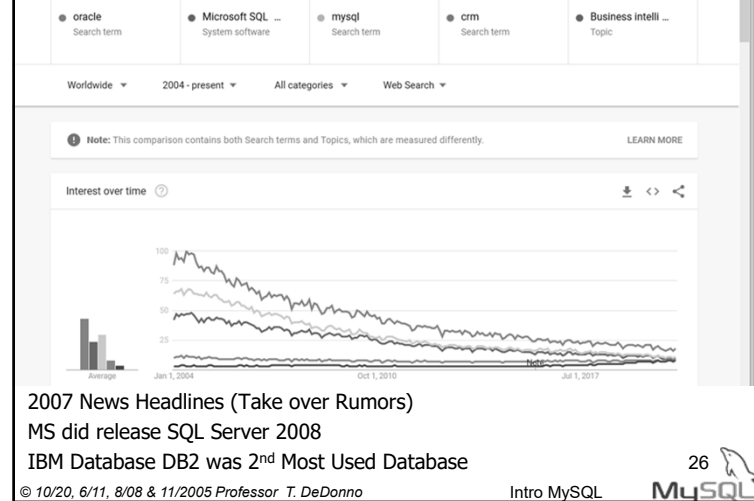 oracle
Search term
Microsoft SQL ...
System software
mysql
Search term
crm
Search term
Business intelli ...
Topic
Worldwide
2004 - present
All categories
Web Search
Note: This comparison contains both Search terms and Topics, which are measured differently.
LEARN MORE
Interest over time
100
75
50
25
Note
Average
Jan 1, 2004
Oct 1, 2010
Jul 1, 2017
2007 News Headlines (Take over Rumors)
MS did release SQL Server 2008
IBM Database DB2 was 2nd Most Used Database
26
© 10/20, 6/11, 8/08 & 11/2005 Professor T. DeDonno
Intro MySQL
MySQL